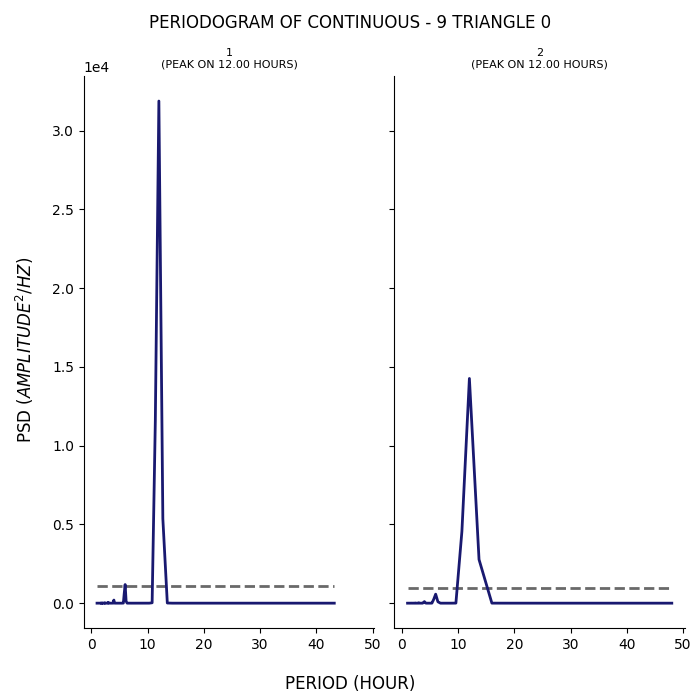 PERIODOGRAM OF CONTINUOUS - 9 TRIANGLE 0
1
(PEAK ON 12.00 HOURS)
2
(PEAK ON 12.00 HOURS)
1e4
3.0
2.5
2.0
1.5
1.0
0.5
0.0
PSD (AMPLITUDE²/HZ)
0 10 20 30 40 50
0 10 20 30 40 50
PERIOD (HOUR)